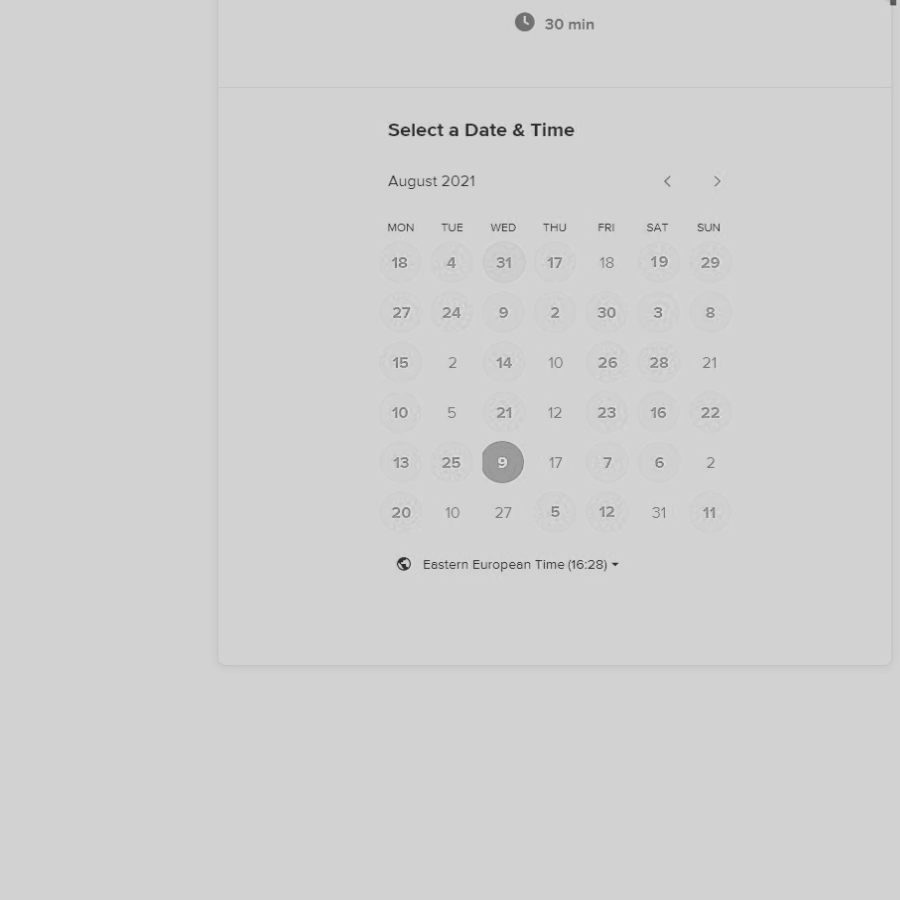 30 min
Select a Date & Time
August 2021
MON TUE WED THU FRI SAT SUN
18 4 31 17 18 19 29
27 24 9 2 30 3 8
15 2 14 10 26 28 21
10 5 21 12 23 16 22
13 25 9 17 7 6 2
20 10 27 5 12 31 11
Eastern European Time (16:28)